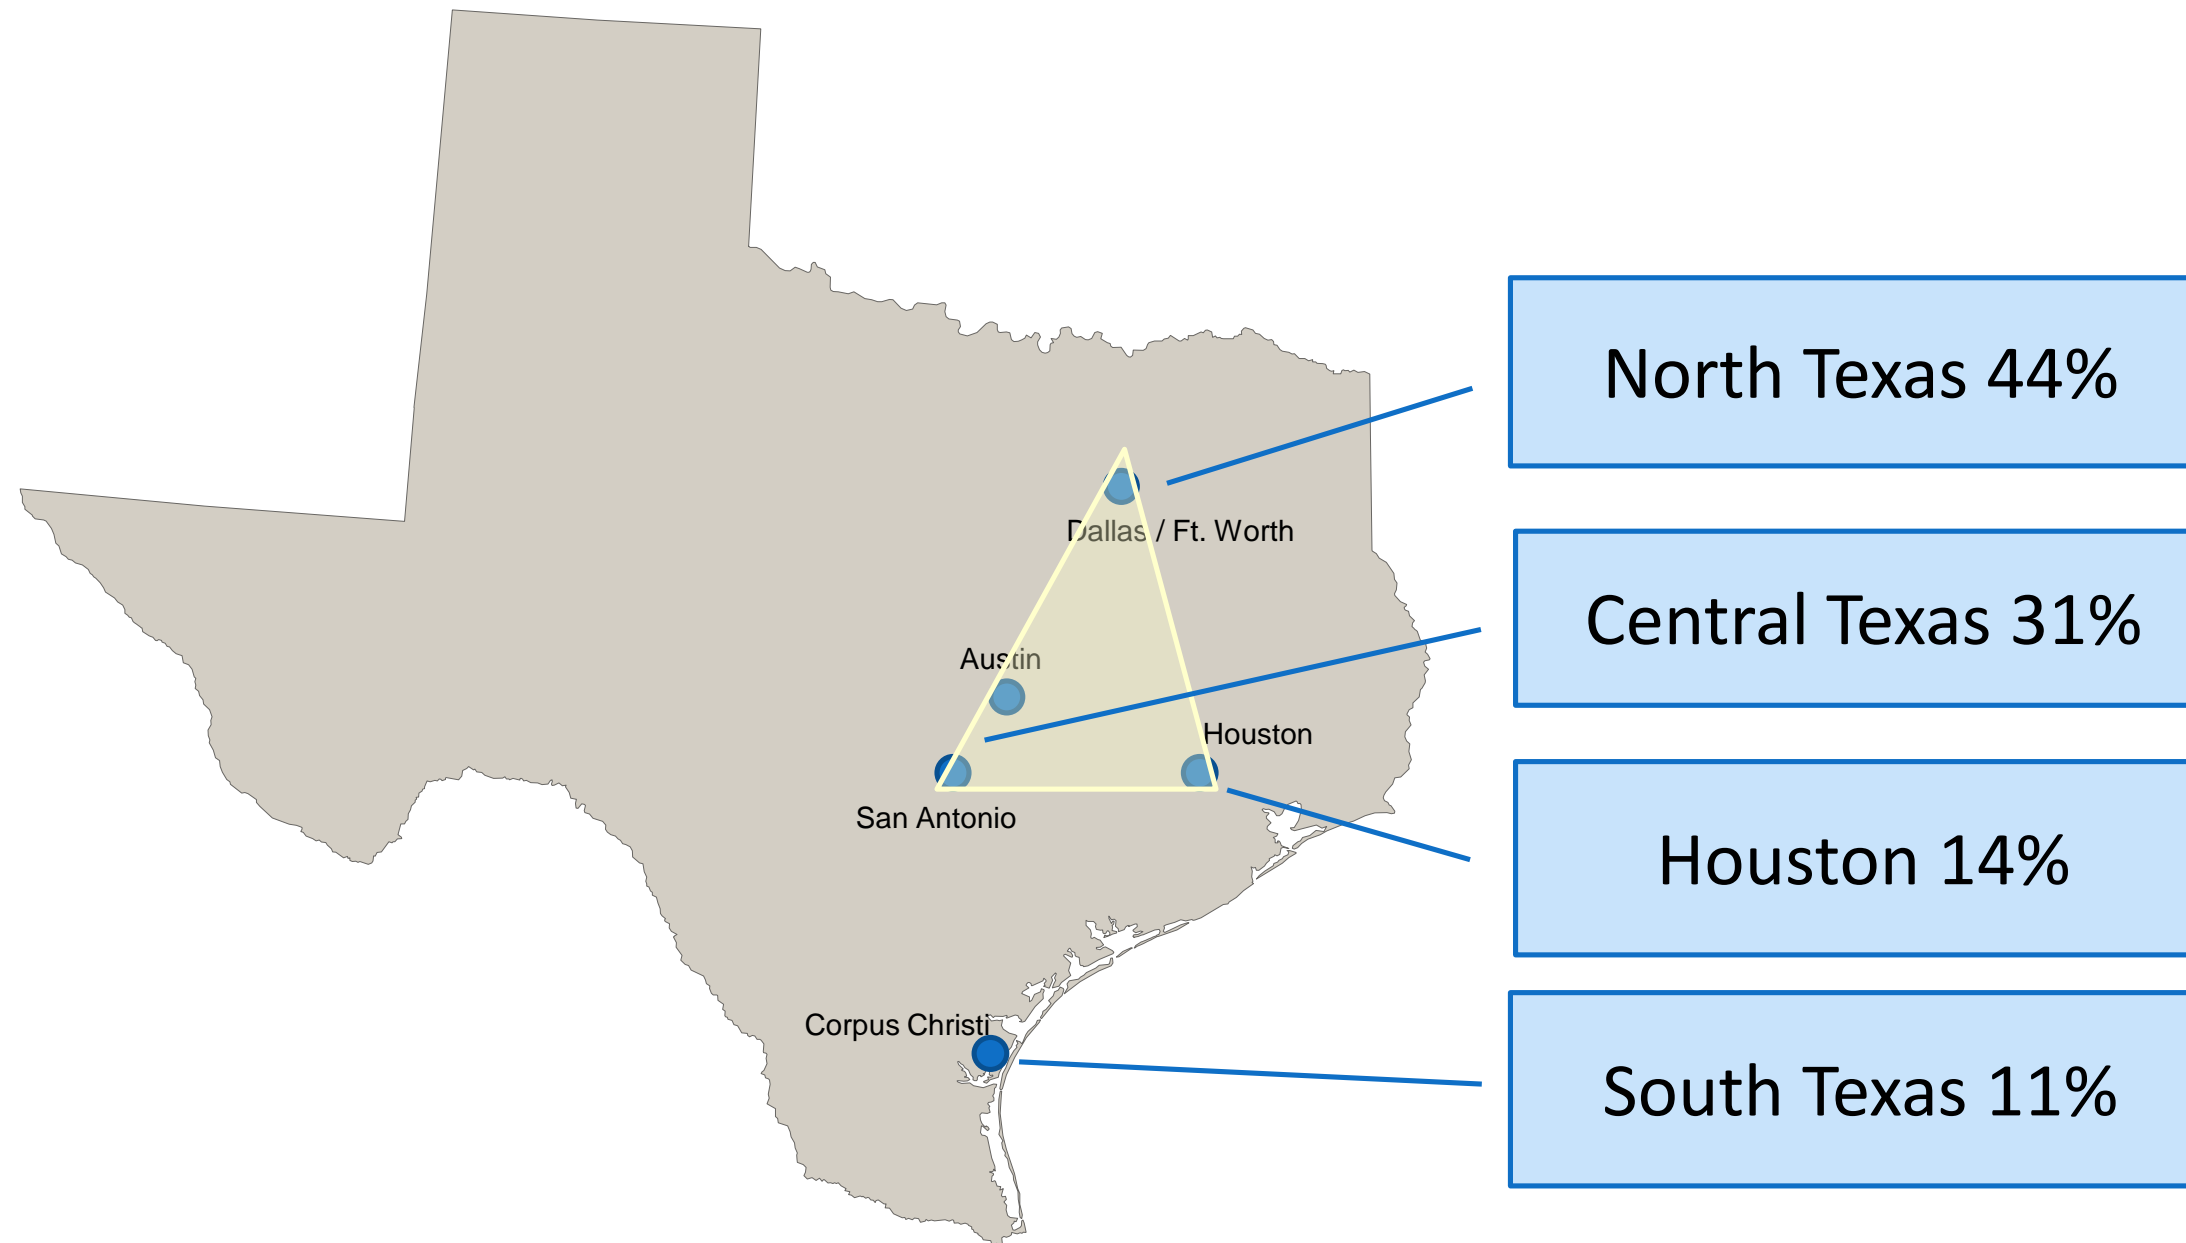 North Texas 44%
Dallas / Ft. Worth
Central Texas 31%
Austin
Houston
San Antonio
Houston 14%
Corpus Christi
South Texas 11%